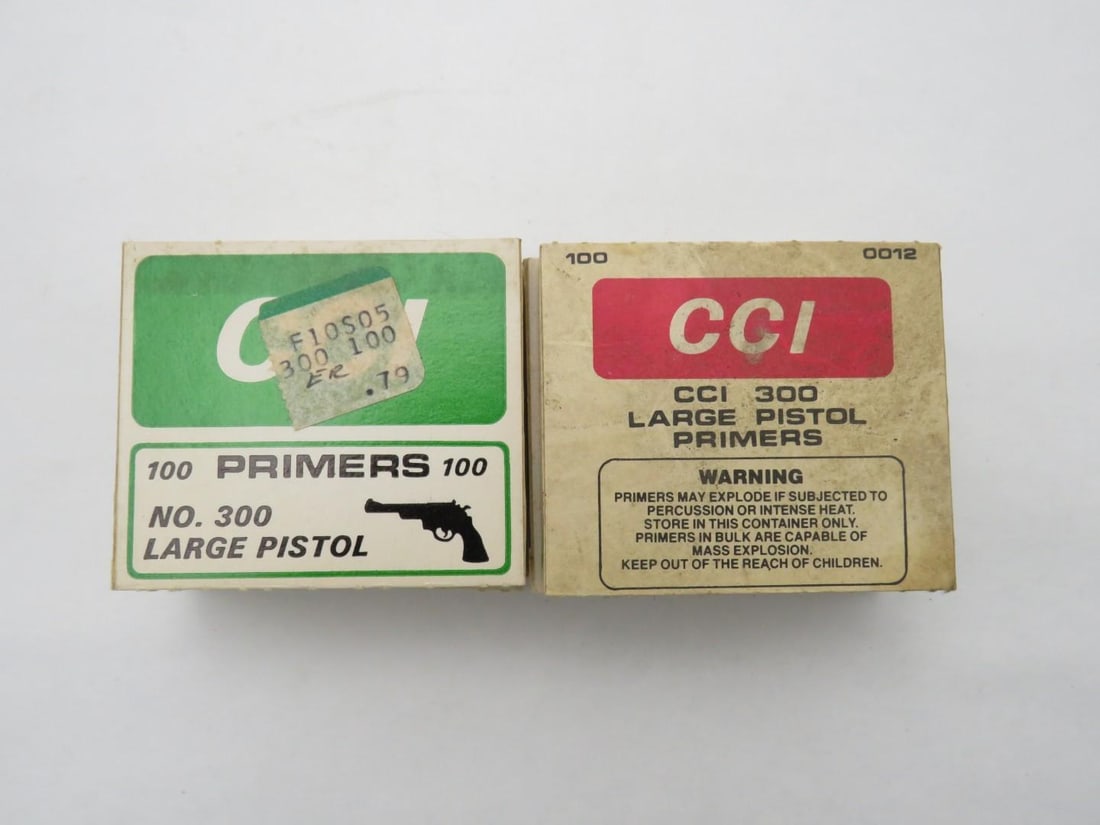 F10S05
300 100
ER
.79
100 PRIMERS 100
NO. 300
LARGE PISTOL
100 0012
CCI
CCI 300
LARGE PISTOL
PRIMERS
WARNING
PRIMERS MAY EXPLODE IF SUBJECTED TO
PERCUSSION OR INTENSE HEAT.
STORE IN THIS CONTAINER ONLY.
PRIMERS IN BULK ARE CAPABLE OF
MASS EXPLOSION.
KEEP OUT OF THE REACH OF CHILDREN.